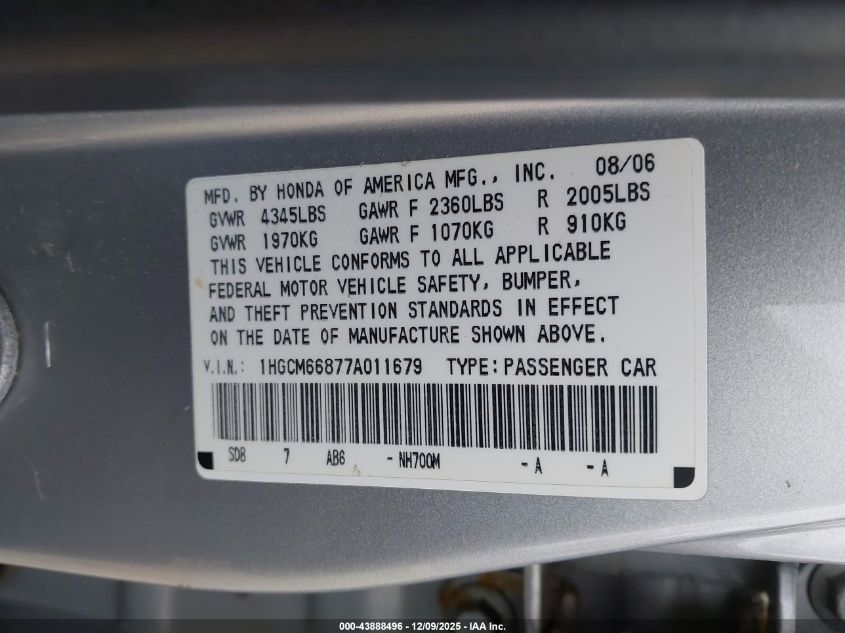 MFD. BY HONDA OF AMERICA MFG., INC. 08/06
GVWR 4345LBS GAWR F 2360LBS R 2005LBS
GVWR 1970KG GAWR F 1070KG R 910KG
THIS VEHICLE CONFORMS TO ALL APPLICABLE
FEDERAL MOTOR VEHICLE SAFETY, BUMPER,
AND THEFT PREVENTION STANDARDS IN EFFECT
ON THE DATE OF MANUFACTURE SHOWN ABOVE.
V.I.N.: 1HGCM66877A011679 TYPE: PASSENGER CAR
SDB 7 AB6 - NH700M - A - A
000-43888496 - 12/09/2025 - IAA Inc.